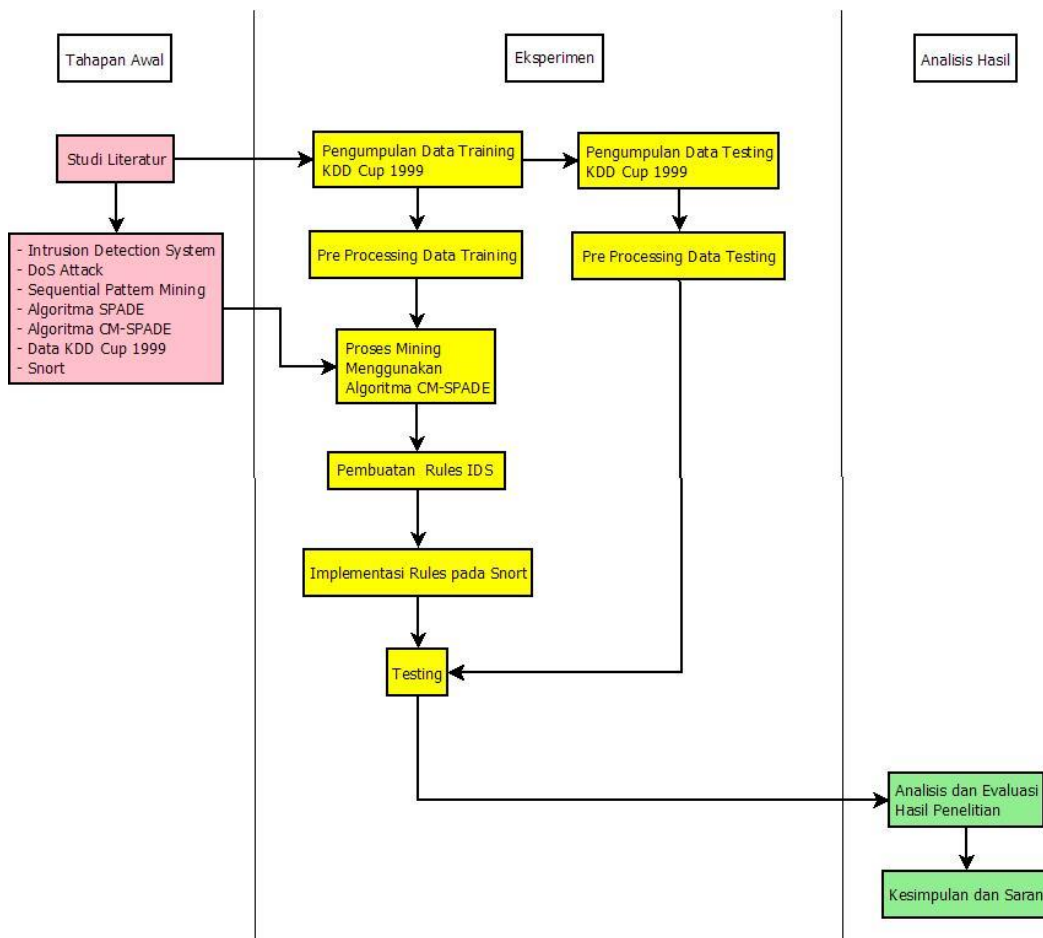 Tahapan Awal
Eksperimen
Analisis Hasil
Studi Literatur
Pengumpulan Data Training
KDD Cup 1999
Pengumpulan Data Testing
KDD Cup 1999
- Intrusion Detection System
- DoS Attack
- Sequential Pattern Mining
- Algoritma SPADE
- Algoritma CM-SPADE
- Data KDD Cup 1999
- Snort
Pre Processing Data Training
Pre Processing Data Testing
Proses Mining
Menggunakan
Algoritma CM-SPADE
Pembuatan Rules IDS
Implementasi Rules pada Snort
Testing
Analisis dan Evaluasi
Hasil Penelitian
Kesimpulan dan Saran